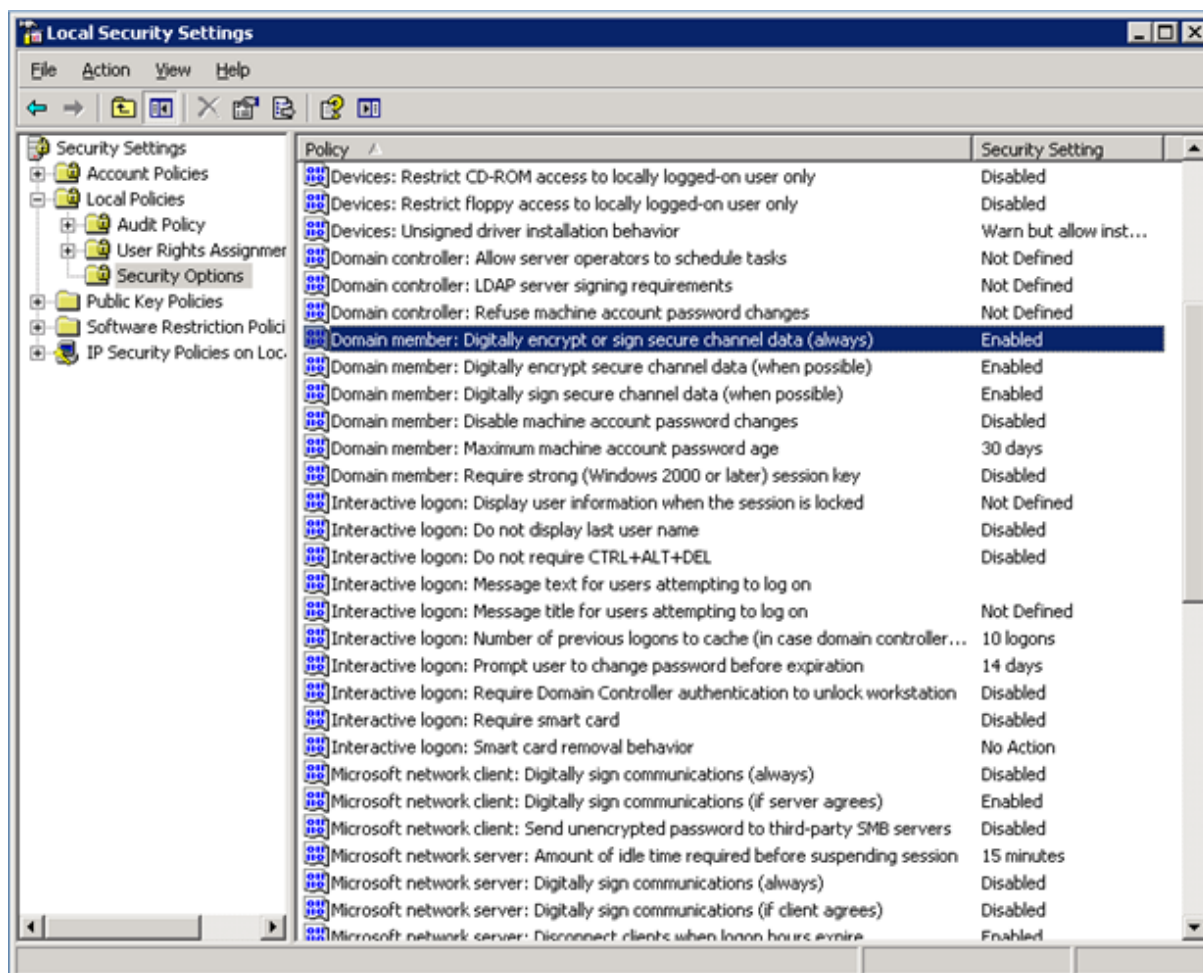 Local Security Settings
File Action View Help
Security Settings
Account Policies
Local Policies
Audit Policy
User Rights Assignmer
Security Options
Public Key Policies
Software Restriction Polici
IP Security Policies on Loc
Policy Security Setting
Devices: Restrict CD-ROM access to locally logged-on user only Disabled
Devices: Restrict floppy access to locally logged-on user only Disabled
Devices: Unsigned driver installation behavior Warn but allow inst...
Domain controller: Allow server operators to schedule tasks Not Defined
Domain controller: LDAP server signing requirements Not Defined
Domain controller: Refuse machine account password changes Not Defined
Domain member: Digitally encrypt or sign secure channel data (always) Enabled
Domain member: Digitally encrypt secure channel data (when possible) Enabled
Domain member: Digitally sign secure channel data (when possible) Enabled
Domain member: Disable machine account password changes Disabled
Domain member: Maximum machine account password age 30 days
Domain member: Require strong (Windows 2000 or later) session key Disabled
Interactive logon: Display user information when the session is locked Not Defined
Interactive logon: Do not display last user name Disabled
Interactive logon: Do not require CTRL+ALT+DEL Disabled
Interactive logon: Message text for users attempting to log on
Interactive logon: Message title for users attempting to log on Not Defined
Interactive logon: Number of previous logons to cache (in case domain controller... 10 logons
Interactive logon: Prompt user to change password before expiration 14 days
Interactive logon: Require Domain Controller authentication to unlock workstation Disabled
Interactive logon: Require smart card Disabled
Interactive logon: Smart card removal behavior No Action
Microsoft network client: Digitally sign communications (always) Disabled
Microsoft network client: Digitally sign communications (if server agrees) Enabled
Microsoft network client: Send unencrypted password to third-party SMB servers Disabled
Microsoft network server: Amount of idle time required before suspending session 15 minutes
Microsoft network server: Digitally sign communications (always) Disabled
Microsoft network server: Digitally sign communications (if client agrees) Disabled
Microsoft network server: Disconnect clients when logon hours expire Enabled